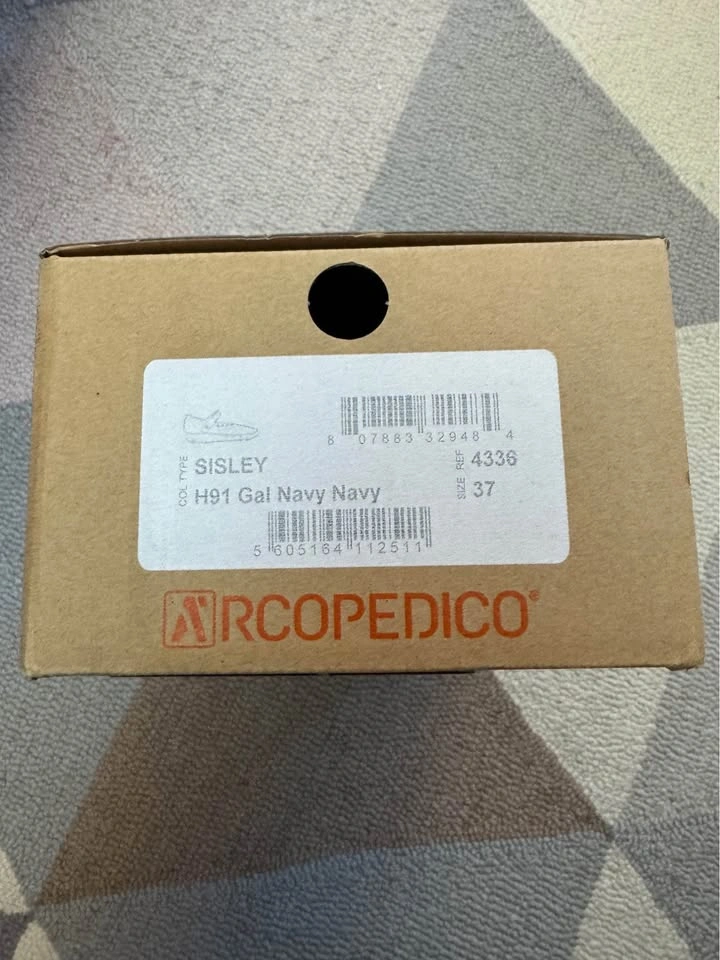 8 07883 32948 4
TYPE SISLEY REF 4336
COL H91 Gal Navy Navy SIZE 37
5 605164 112511
ARCOPEDICO®